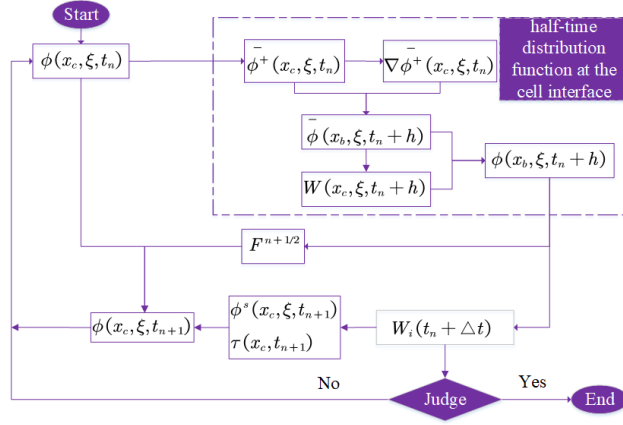 Start
half-time
distribution
function at the
cell interface
ϕ(x_c,ξ,t_n)
ϕ̄⁺(x_c,ξ,t_n)
∇ϕ̄⁺(x_c,ξ,t_n)
ϕ̄(x_b,ξ,t_n+h)
ϕ(x_b,ξ,t_n+h)
W(x_c,ξ,t_n+h)
F^{n+1/2}
ϕ(x_c,ξ,t_{n+1})
ϕ^s(x_c,ξ,t_{n+1})
τ(x_c,t_{n+1})
W_i(t_n+△t)
No
Judge
Yes
End